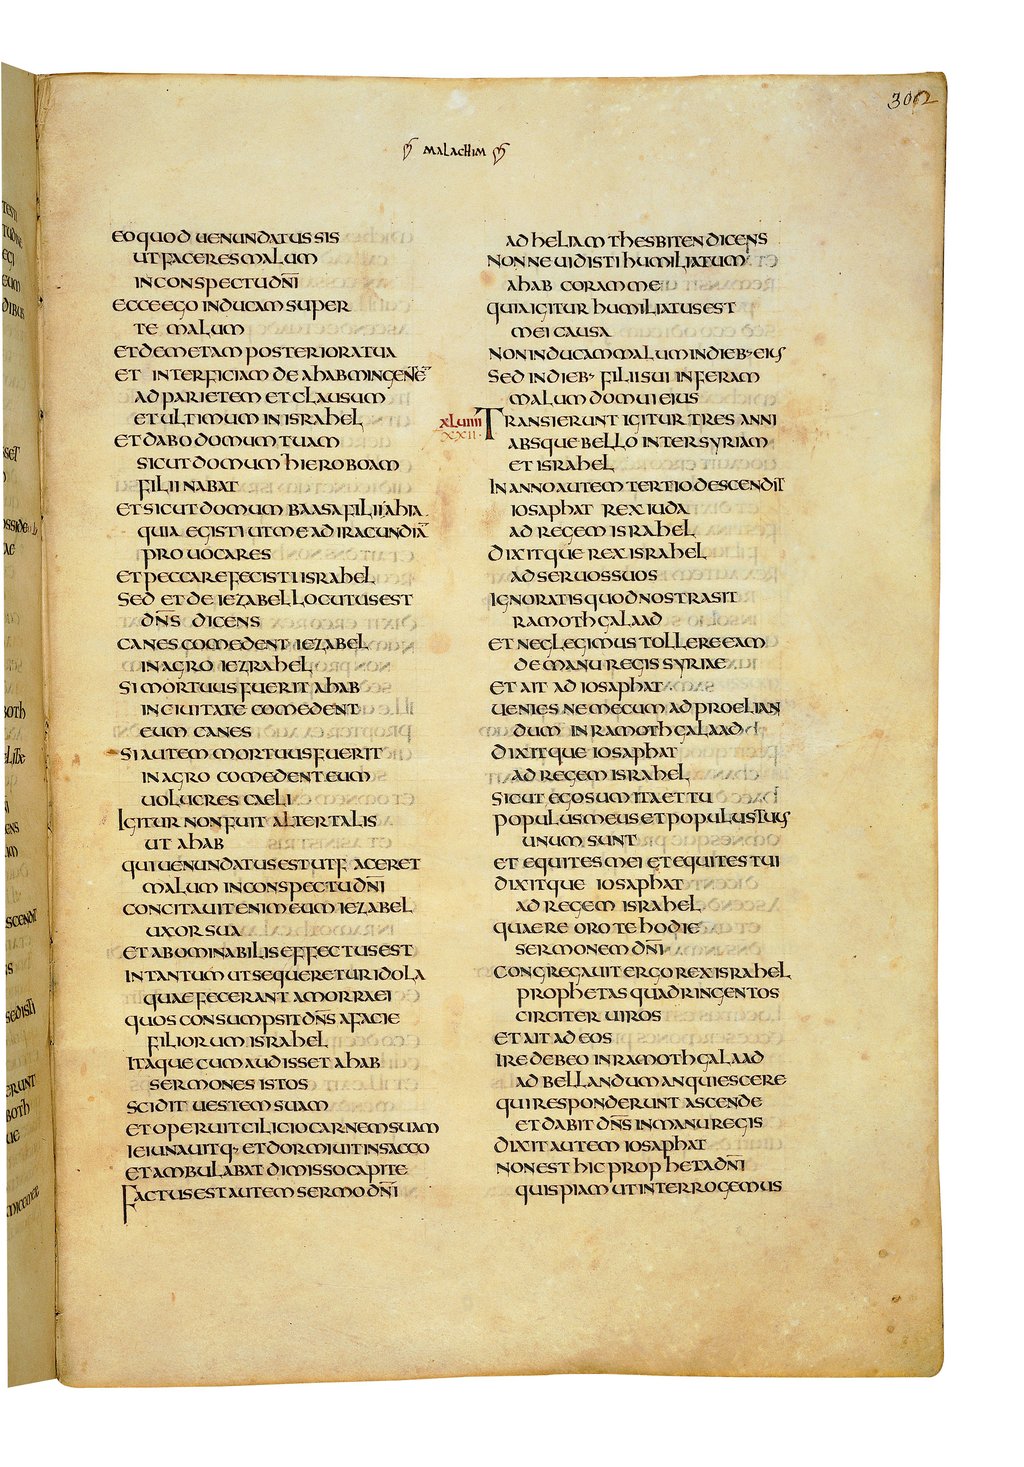 302
MALACHIM
EO QUOD UENUNDATUS SIS
UT FACERES MALUM
IN CONSPECTU DN̄I
ECCE EGO INDUCAM SUPER
TE MALUM
ET DEMETAM POSTERIORA TUA
ET INTERFICIAM DE AHAB MINGENTĒ
AD PARIETEM ET CLAUSUM
ET ULTIMUM IN ISRAHEL
ET DABO DOMUM TUAM
SICUT DOMUM HIEROBOAM
FILII NABAT
ET SICUT DOMUM BAASA FILII AHIA
QUIA EGISTI UT ME AD IRACUNDIĀ
PROUOCARES
ET PECCARE FECISTI ISRAHEL
SED ET DE IEZABEL LOCUTUS EST
DN̄S DICENS
CANES COMEDENT IEZABEL
IN AGRO IEZRAHEL
SI MORTUUS FUERIT AHAB
IN CIUITATE COMEDENT
EUM CANES
SI AUTEM MORTUUS FUERIT
IN AGRO COMEDENT EUM
UOLUCRES CAELI
IGITUR NON FUIT ALTER TALIS
UT AHAB
QUI UENUNDATUS EST UT FACERET
MALUM IN CONSPECTU DN̄I
CONCITAUIT ENIM EUM IEZABEL
UXOR SUA
ET ABOMINABILIS EFFECTUS EST
IN TANTUM UT SEQUERETUR IDOLA
QUAE FECERANT AMORRAEI
QUOS CONSUMPSIT DN̄S A FACIE
FILIORUM ISRAHEL
ITAQUE CUM AUDISSET AHAB
SERMONES ISTOS
SCIDIT UESTEM SUAM
ET OPERUIT CILICIO CARNEM SUAM
IEIUNAUITQ; ET DORMIUIT IN SACCO
ET AMBULABAT DIMISSO CAPITE
FACTUS EST AUTEM SERMO DN̄I
AD HELIAM THESBITEN DICENS
NONNE UIDISTI HUMILIATUM
AHAB CORAM ME
QUIA IGITUR HUMILIATUS EST
MEI CAUSA
NON INDUCAM MALUM IN DIEB; EIUS
SED IN DIEB; FILII SUI INFERAM
MALUM DOMUI EIUS
XLIIII TRANSIERUNT IGITUR TRES ANNI
XXII ABSQUE BELLO INTER SYRIAM
ET ISRAHEL
IN ANNO AUTEM TERTIO DESCENDIT
IOSAPHAT REX IUDA
AD REGEM ISRAHEL
DIXITQUE REX ISRAHEL
AD SERUOS SUOS
IGNORATIS QUOD NOSTRA SIT
RAMOTH GALAAD
ET NEGLEGIMUS TOLLERE EAM
DE MANU REGIS SYRIAE
ET AIT AD IOSAPHAT
UENIESNE MECUM AD PROELIAN
DUM IN RAMOTH GALAAD
DIXITQUE IOSAPHAT
AD REGEM ISRAHEL
SICUT EGO SUM ITA ET TU
POPULUS MEUS ET POPULUS TUUS
UNUM SUNT
ET EQUITES MEI ET EQUITES TUI
DIXITQUE IOSAPHAT
AD REGEM ISRAHEL
QUAERE ORO TE HODIE
SERMONEM DN̄I
CONGREGAUIT ERGO REX ISRAHEL
PROPHETAS QUADRINGENTOS
CIRCITER UIROS
ET AIT AD EOS
IRE DEBEO IN RAMOTH GALAAD
AD BELLANDUM AN QUIESCERE
QUI RESPONDERUNT ASCENDE
ET DABIT DN̄S IN MANU REGIS
DIXIT AUTEM IOSAPHAT
NON EST HIC PROPHETA DN̄I
QUISPIAM UT INTERROGEMUS